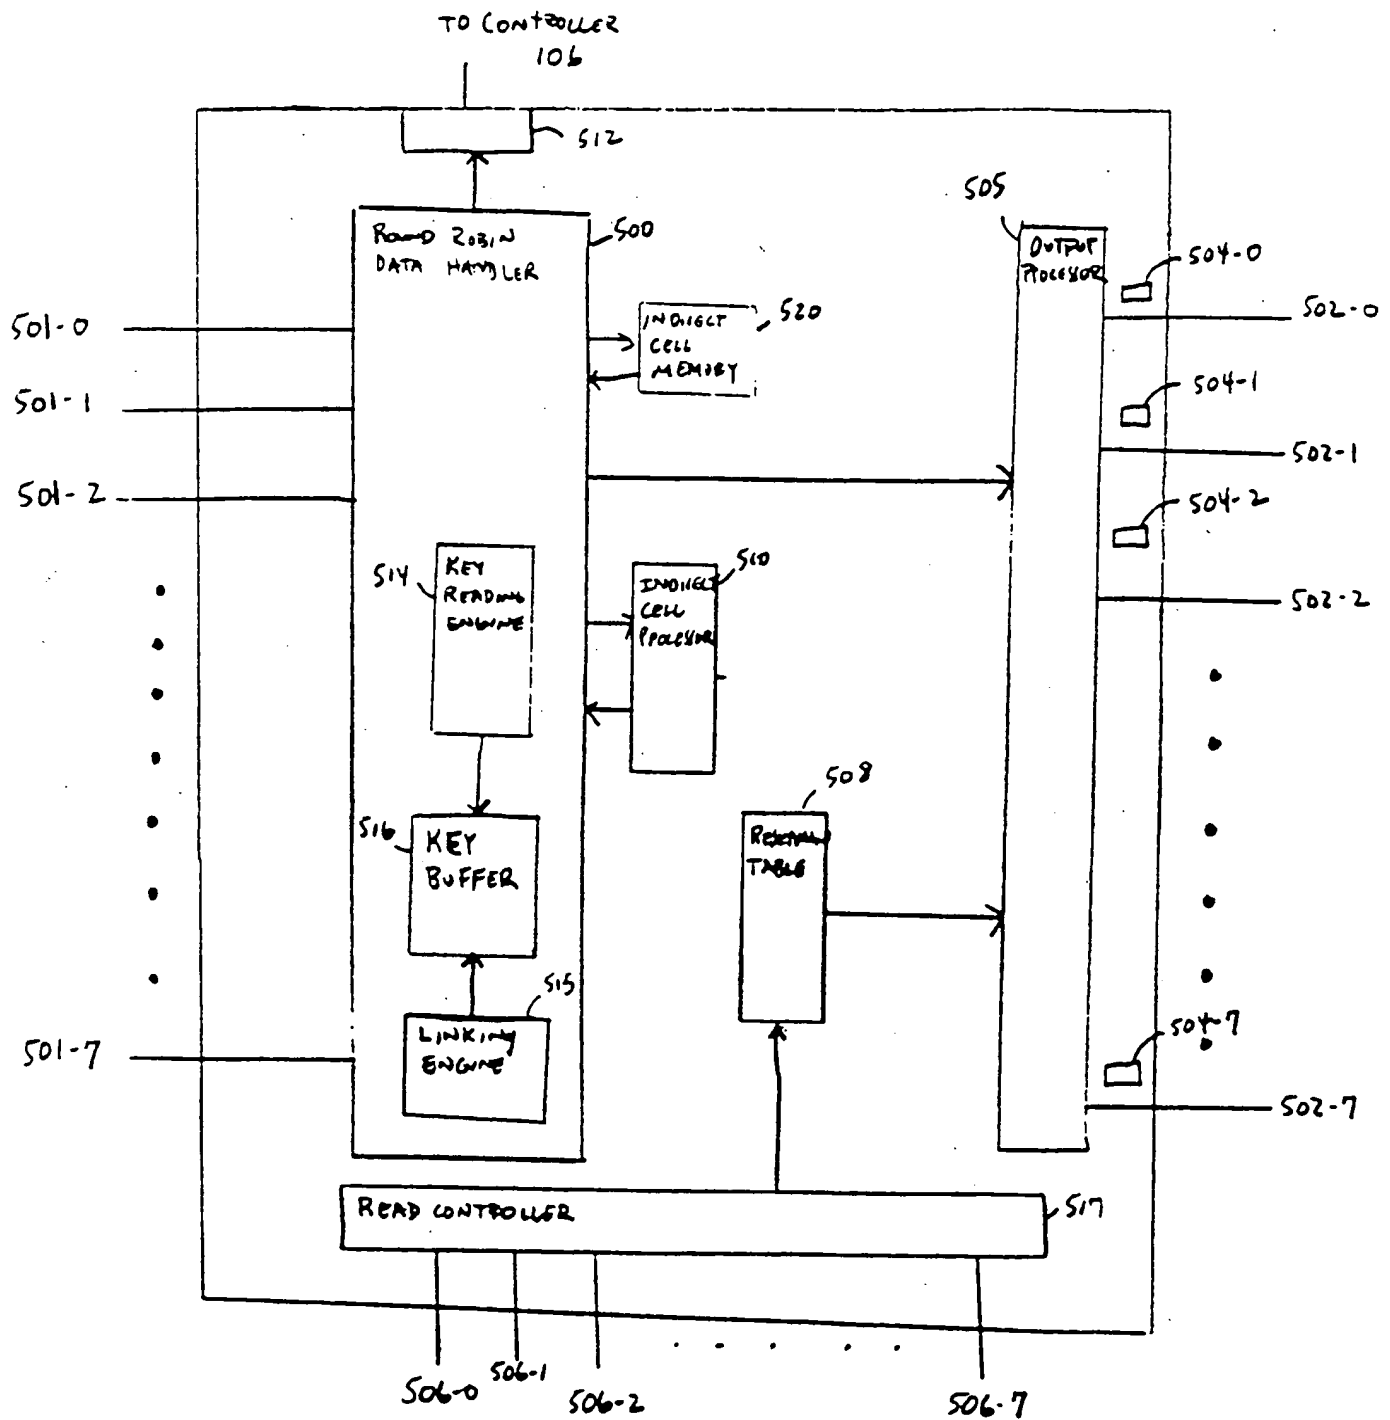 TO CONTROLLER
106
512
505
ROUND ROBIN
DATA HANDLER
500
OUTPUT
PROCESSOR
504-0
501-0
INDIRECT
CELL
MEMORY
520
502-0
504-1
501-1
502-1
501-2
504-2
514
KEY
READING
ENGINE
INDIRECT
CELL
PROCESSOR
510
502-2
508
516
KEY
BUFFER
TABLE
515
504-7
501-7
LINKING
ENGINE
502-7
READ CONTROLLER
517
506-0
506-1
506-2
506-7